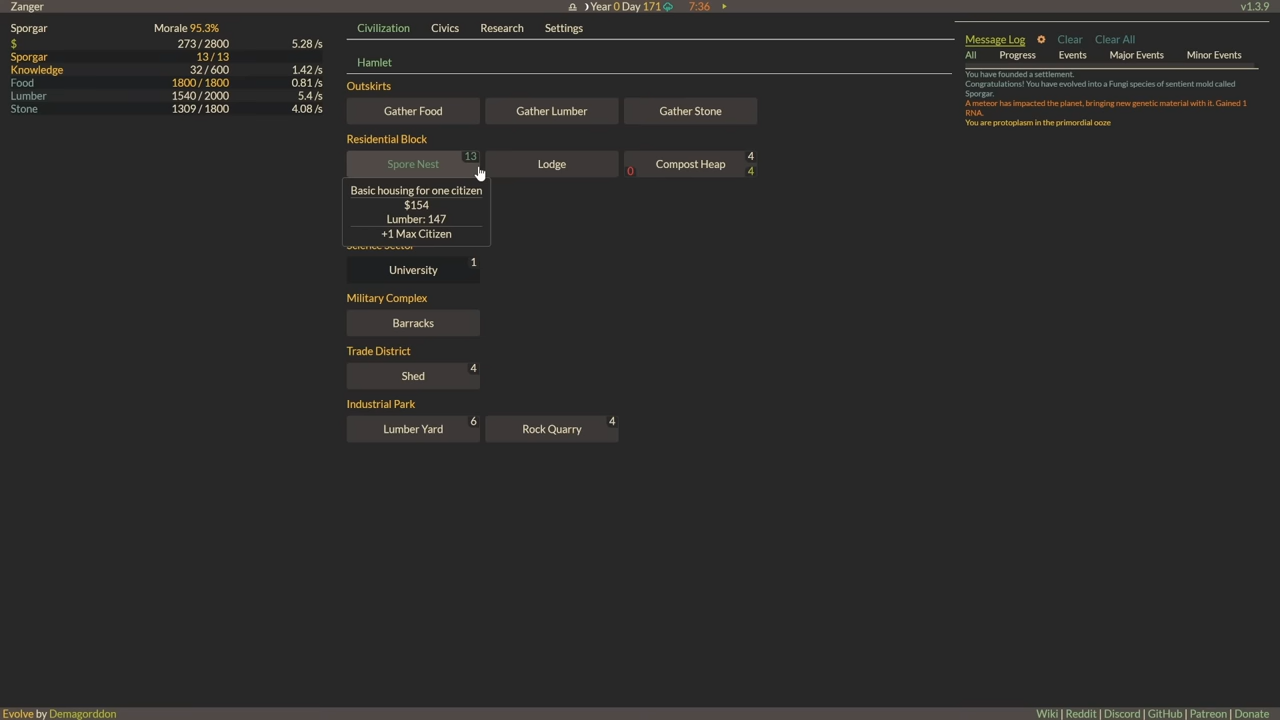 Zanger
Year 0 Day 171 7:36
v1.3.9
Sporgar Morale 95.3%
$ 273 / 2800 5.28 /s
Sporgar 13 / 13
Knowledge 32 / 600 1.42 /s
Food 1800 / 1800 0.81 /s
Lumber 1540 / 2000 5.4 /s
Stone 1309 / 1800 4.08 /s
Civilization Civics Research Settings
Hamlet
Outskirts
Gather Food Gather Lumber Gather Stone
Residential Block
Spore Nest 13 Lodge 0 Compost Heap 4 4
Basic housing for one citizen
$154
Lumber: 147
+1 Max Citizen
Science Sector
University 1
Military Complex
Barracks
Trade District
Shed 4
Industrial Park
Lumber Yard 6 Rock Quarry 4
Message Log Clear Clear All
All Progress Events Major Events Minor Events
You have founded a settlement.
Congratulations! You have evolved into a Fungi species of sentient mold called
Sporgar.
A meteor has impacted the planet, bringing new genetic material with it. Gained 1
RNA.
You are protoplasm in the primordial ooze
Evolve by Demagorddon
Wiki | Reddit | Discord | GitHub | Patreon | Donate